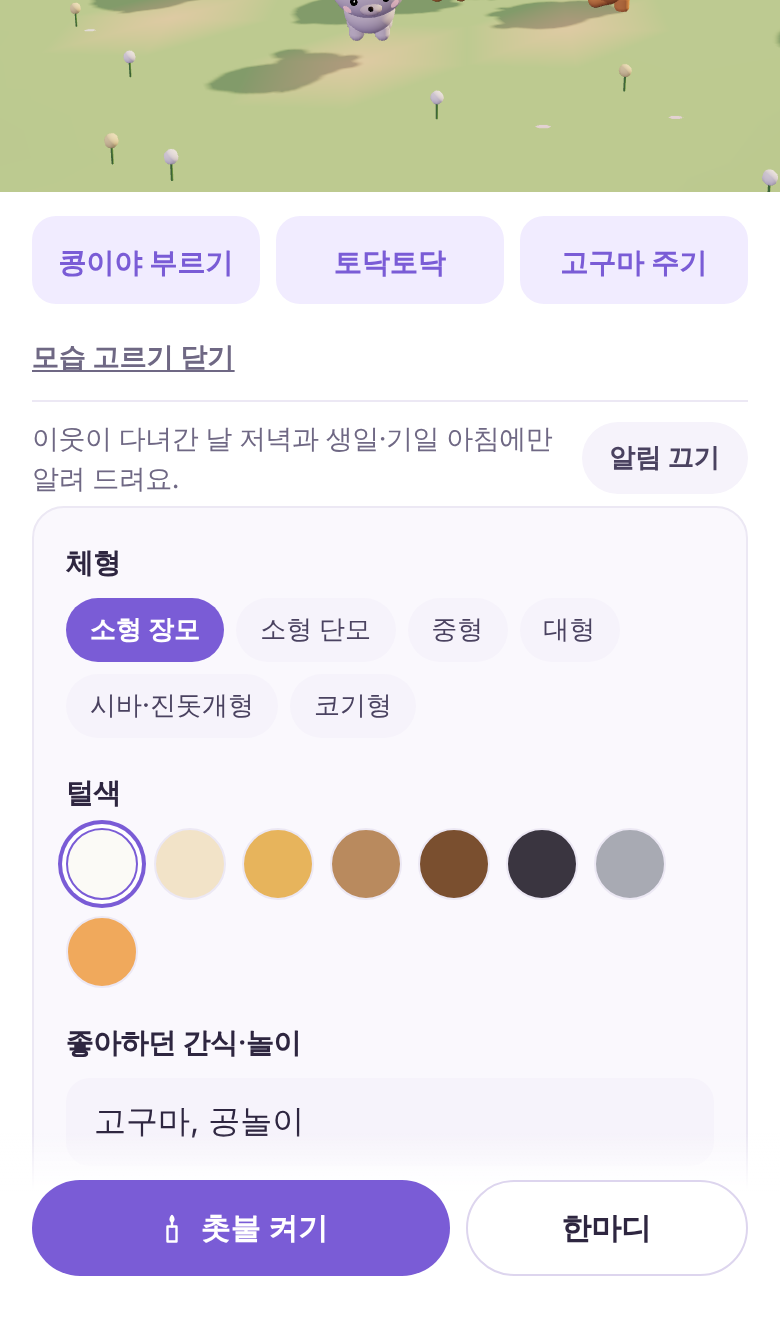 콩이야 부르기
토닥토닥
고구마 주기
모습 고르기 닫기
이웃이 다녀간 날 저녁과 생일·기일 아침에만
알려 드려요.
알림 끄기
체형
소형 장모
소형 단모
중형
대형
시바·진돗개형
코기형
털색
좋아하던 간식·놀이
고구마, 공놀이
촛불 켜기
한마디